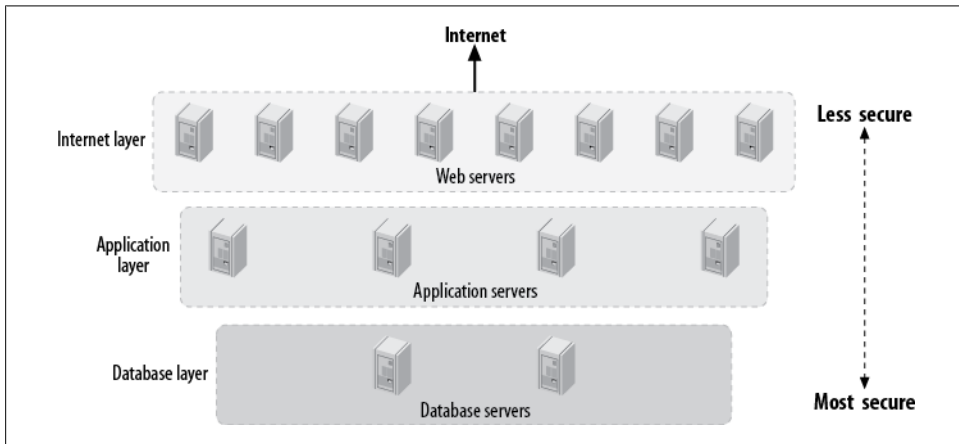 Internet
Internet layer
Less secure
Web servers
Application
layer
Application servers
Database layer
Most secure
Database servers